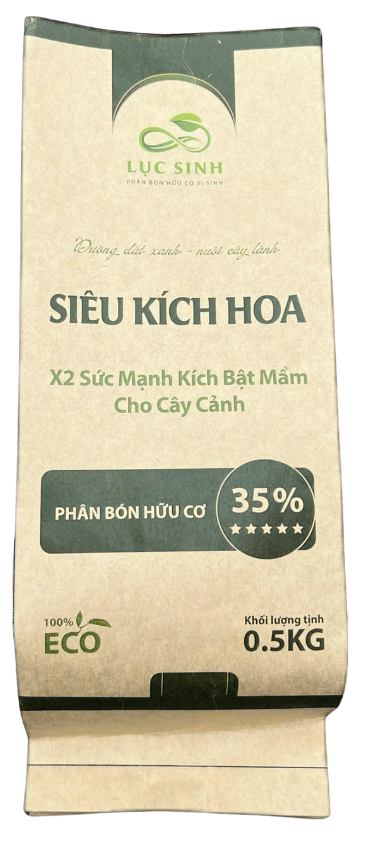 LỤC SINH
PHÂN BÓN HỮU CƠ VI SINH
Dưỡng đất xanh - nuôi cây lành
SIÊU KÍCH HOA
X2 Sức Mạnh Kích Bật Mầm
Cho Cây Cảnh
PHÂN BÓN HỮU CƠ
35%
100%
ECO
Khối lượng tịnh
0.5KG